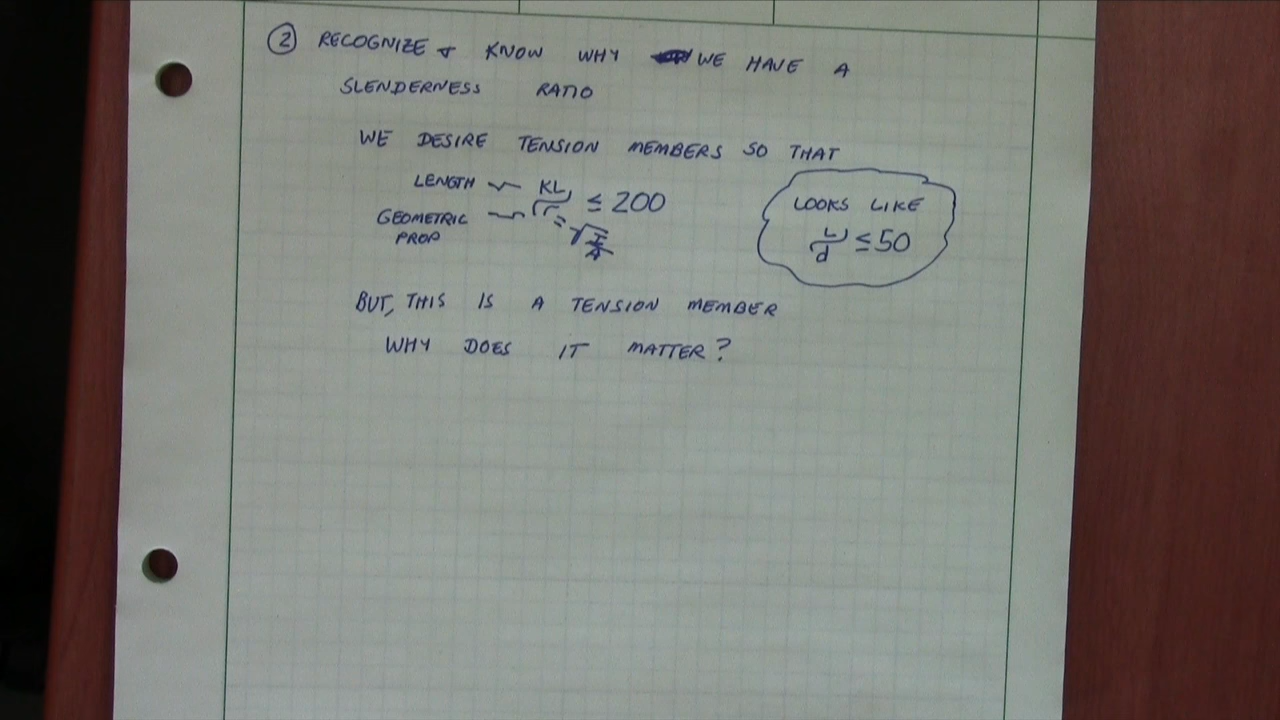 ② RECOGNIZE & KNOW WHY WE HAVE A
SLENDERNESS RATIO
WE DESIRE TENSION MEMBERS SO THAT
LENGTH KL/r ≤ 200
GEOMETRIC PROP = √(I/A)
LOOKS LIKE
L/d ≤ 50
BUT, THIS IS A TENSION MEMBER
WHY DOES IT MATTER?